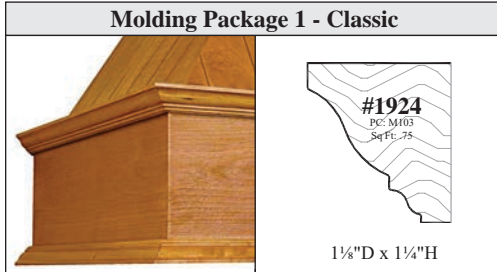 Molding Package 1 - Classic
#1924
PC: M103
Sq Ft: .75
1⅛"D x 1¼"H